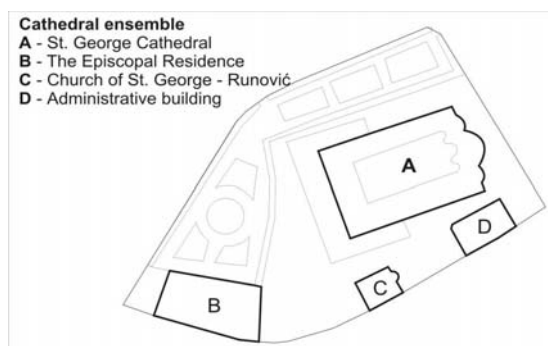 Cathedral ensemble
A - St. George Cathedral
B - The Episcopal Residence
C - Church of St. George - Runović
D - Administrative building
A
D
C
B